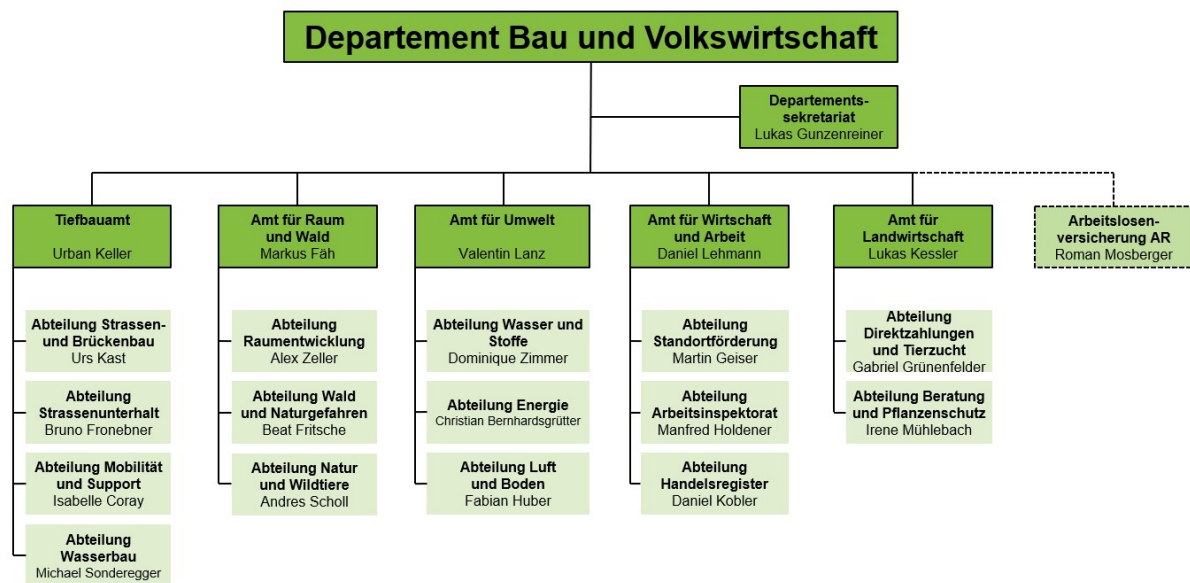 Departement Bau und Volkswirtschaft
Departements-
sekretariat
Lukas Gunzenreiner
Tiefbauamt
Urban Keller
Amt für Raum
und Wald
Markus Fäh
Amt für Umwelt
Valentin Lanz
Amt für Wirtschaft
und Arbeit
Daniel Lehmann
Amt für
Landwirtschaft
Lukas Kessler
Arbeitslosen-
versicherung AR
Roman Mosberger
Abteilung Strassen-
und Brückenbau
Urs Kast
Abteilung
Strassenunterhalt
Bruno Fronebner
Abteilung Mobilität
und Support
Isabelle Coray
Abteilung
Wasserbau
Michael Sonderegger
Abteilung
Raumentwicklung
Alex Zeller
Abteilung Wald
und Naturgefahren
Beat Fritsche
Abteilung Natur
und Wildtiere
Andres Scholl
Abteilung Wasser und
Stoffe
Dominique Zimmer
Abteilung Energie
Christian Bernhardsgrütter
Abteilung Luft
und Boden
Fabian Huber
Abteilung
Standortförderung
Martin Geiser
Abteilung
Arbeitsinspektorat
Manfred Holdener
Abteilung
Handelsregister
Daniel Kobler
Abteilung
Direktzahlungen
und Tierzucht
Gabriel Grünenfelder
Abteilung Beratung
und Pflanzenschutz
Irene Mühlebach